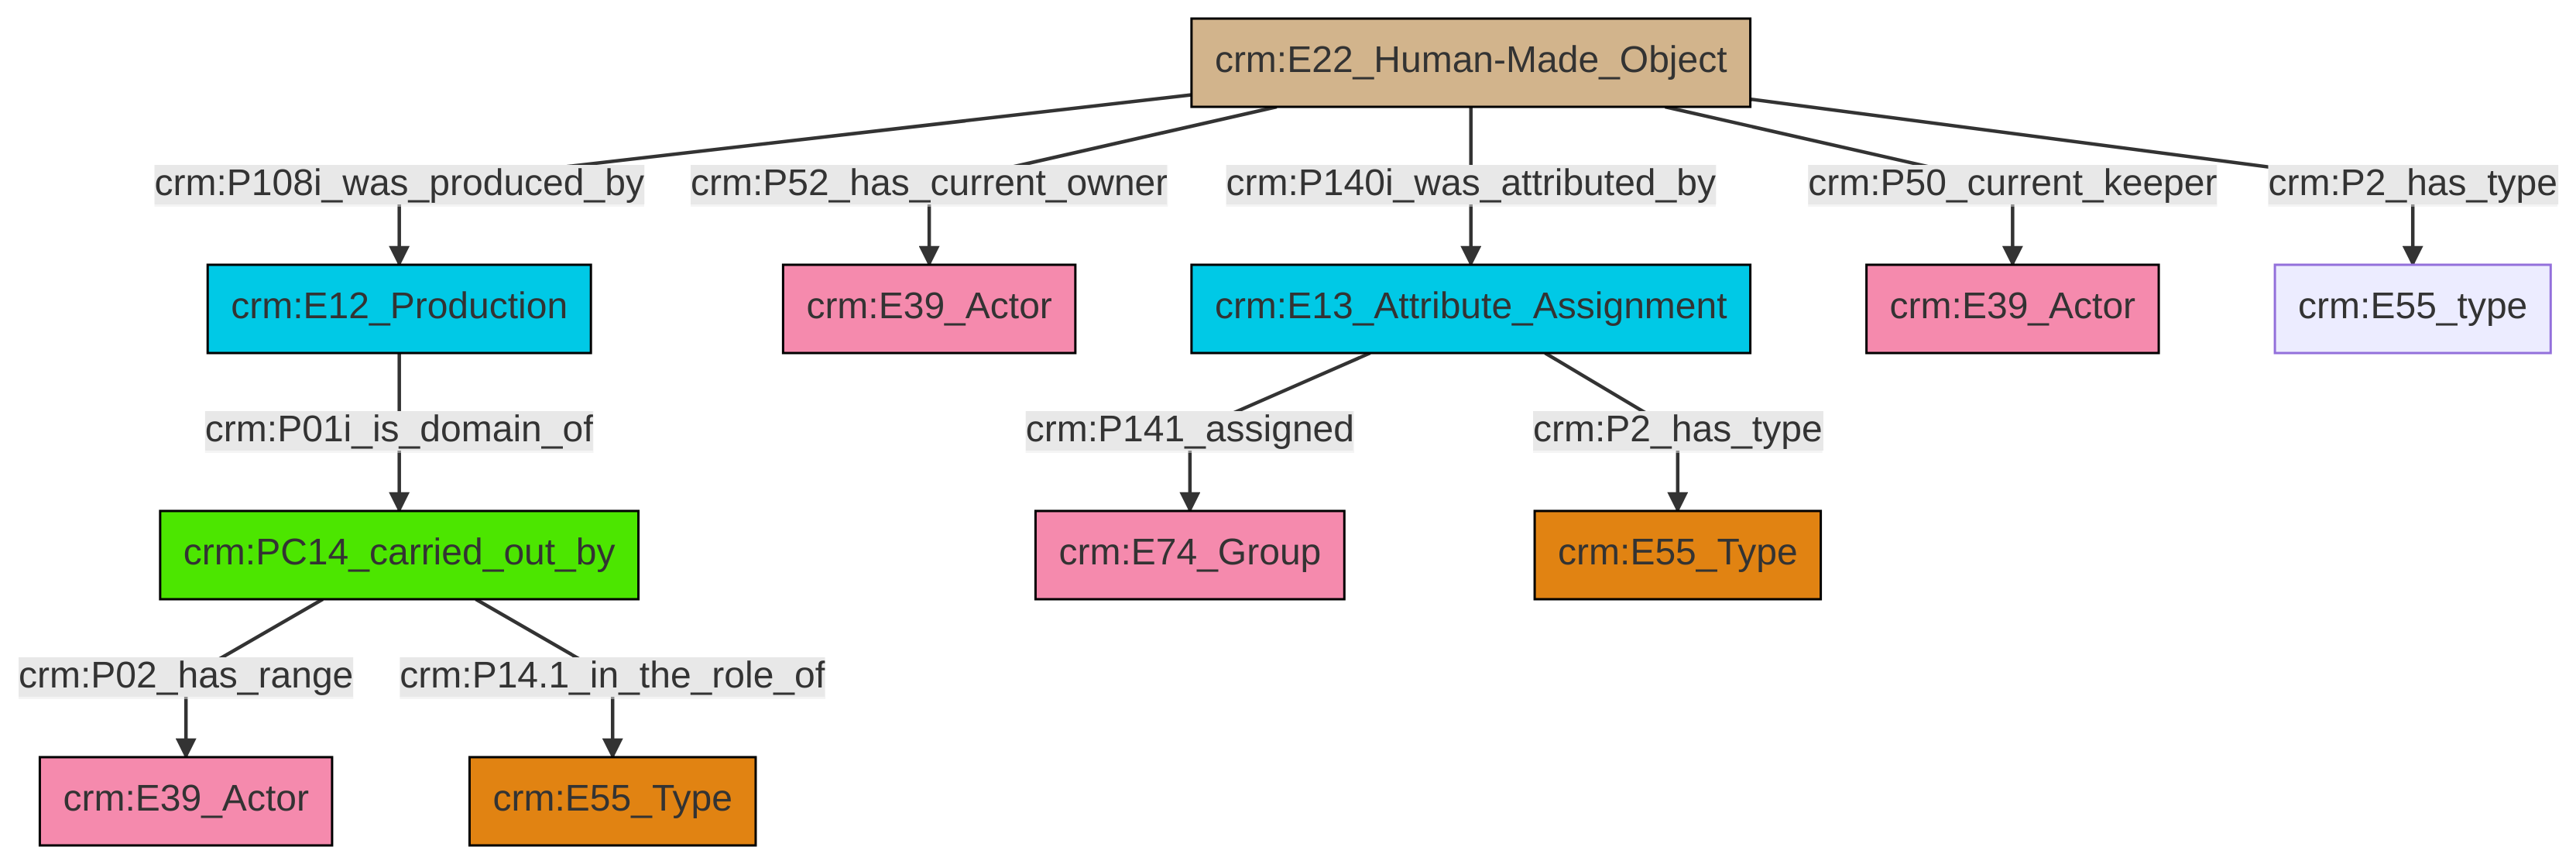 crm:E22_Human-Made_Object
crm:P108i_was_produced_by
crm:P52_has_current_owner
crm:P140i_was_attributed_by
crm:P50_current_keeper
crm:P2_has_type
crm:E12_Production
crm:E39_Actor
crm:E13_Attribute_Assignment
crm:E39_Actor
crm:E55_type
crm:P01i_is_domain_of
crm:P141_assigned
crm:P2_has_type
crm:PC14_carried_out_by
crm:E74_Group
crm:E55_Type
crm:P02_has_range
crm:P14.1_in_the_role_of
crm:E39_Actor
crm:E55_Type